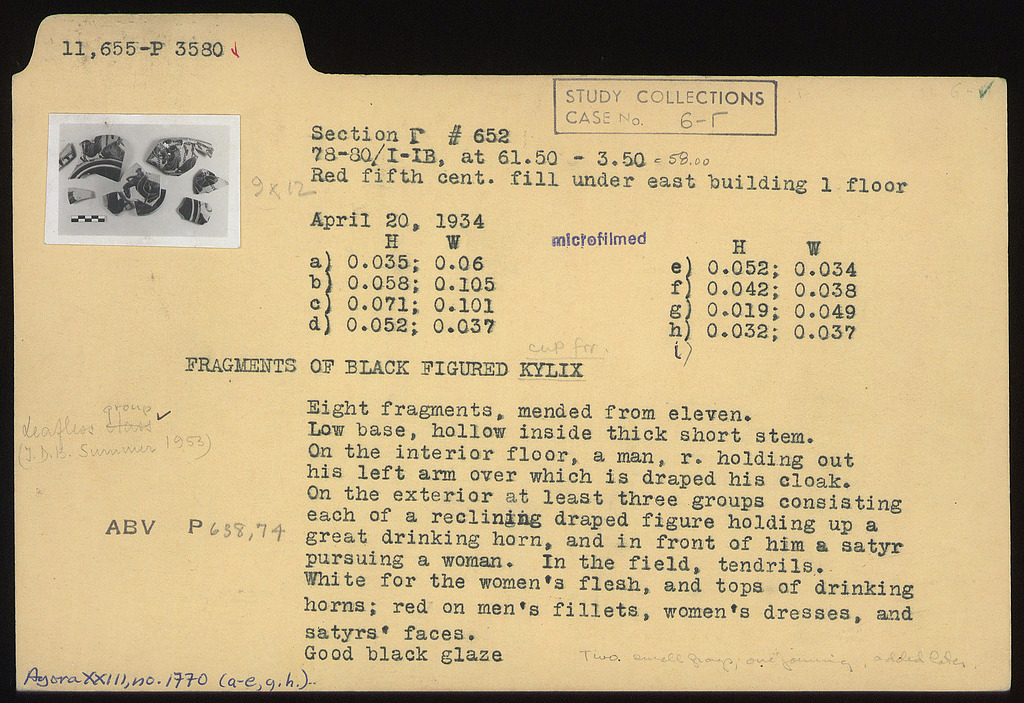 11,655-P 3580 ✓
STUDY COLLECTIONS
CASE No. 6-Γ
Section Γ # 652
78-80/I-IB, at 61.50 - 3.50 = 58.00
Red fifth cent. fill under east building 1 floor
9 x 12
April 20, 1934
microfilmed
H W
a) 0.035; 0.06
b) 0.058; 0.105
c) 0.071; 0.101
d) 0.052; 0.037
H W
e) 0.052; 0.034
f) 0.042; 0.038
g) 0.019; 0.049
h) 0.032; 0.037
i)
cup fr.
FRAGMENTS OF BLACK FIGURED KYLIX
Eight fragments, mended from eleven.
Low base, hollow inside thick short stem.
On the interior floor, a man, r. holding out
his left arm over which is draped his cloak.
On the exterior at least three groups consisting
each of a reclining draped figure holding up a
great drinking horn, and in front of him a satyr
pursuing a woman. In the field, tendrils.
White for the women's flesh, and tops of drinking
horns; red on men's fillets, women's dresses, and
satyrs' faces.
Good black glaze
group ✓
Leafless class
(J.D.B. Summer 1953)
ABV P 638,74
Two small frags, one joining, added later.
Agora XXIII, no. 1770 (a-e, g.h.)..